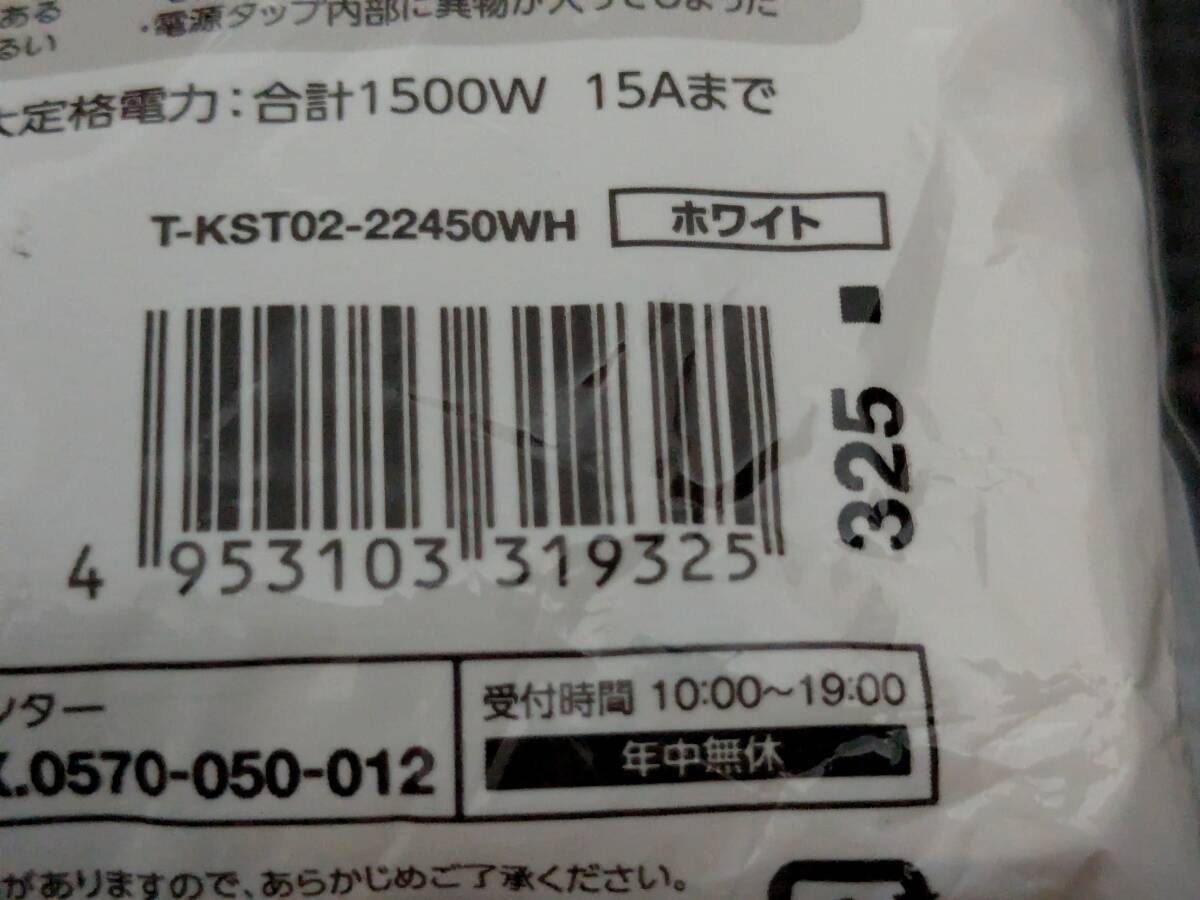 ある
・電源タップ内部に異物が入ってしまった
るい
大定格電力：合計1500W 15Aまで
T-KST02-22450WH ホワイト
325
4 953103 319325
ンター
受付時間 10:00〜19:00
X.0570-050-012
年中無休
がありますので、あらかじめご了承ください。